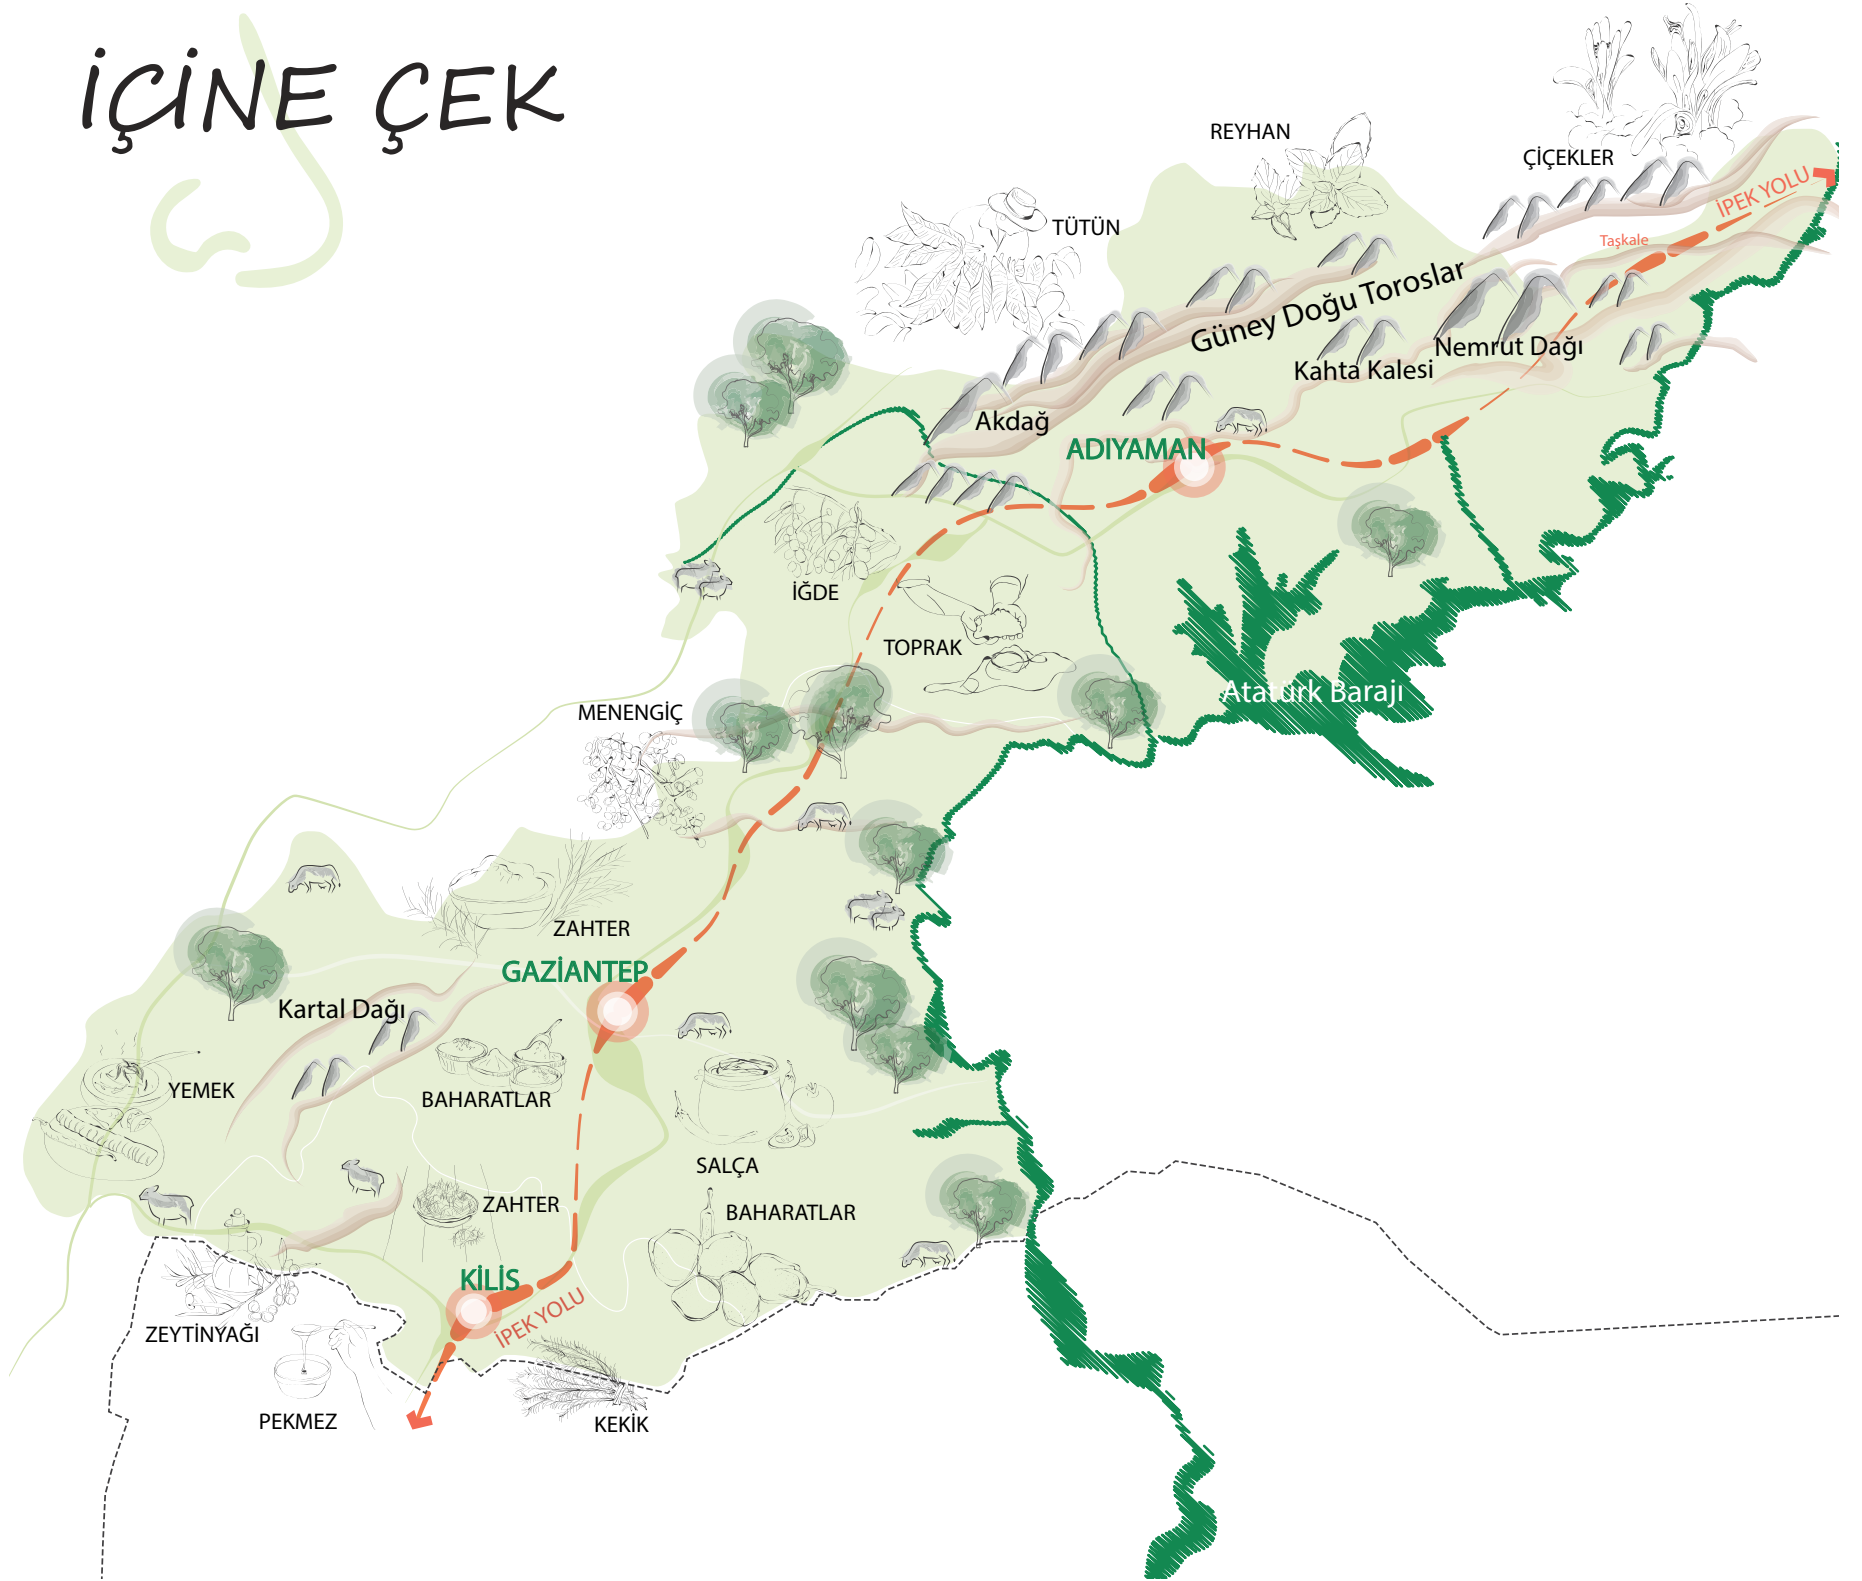 İÇİNE ÇEK
REYHAN
ÇİÇEKLER
İPEK YOLU
TÜTÜN
Taşkale
Güney Doğu Toroslar
Nemrut Dağı
Kahta Kalesi
Akdağ
ADIYAMAN
İĞDE
TOPRAK
Atatürk Barajı
MENENGİÇ
ZAHTER
GAZİANTEP
Kartal Dağı
YEMEK
BAHARATLAR
SALÇA
ZAHTER
BAHARATLAR
KİLİS
İPEK YOLU
ZEYTİNYAĞI
PEKMEZ
KEKİK